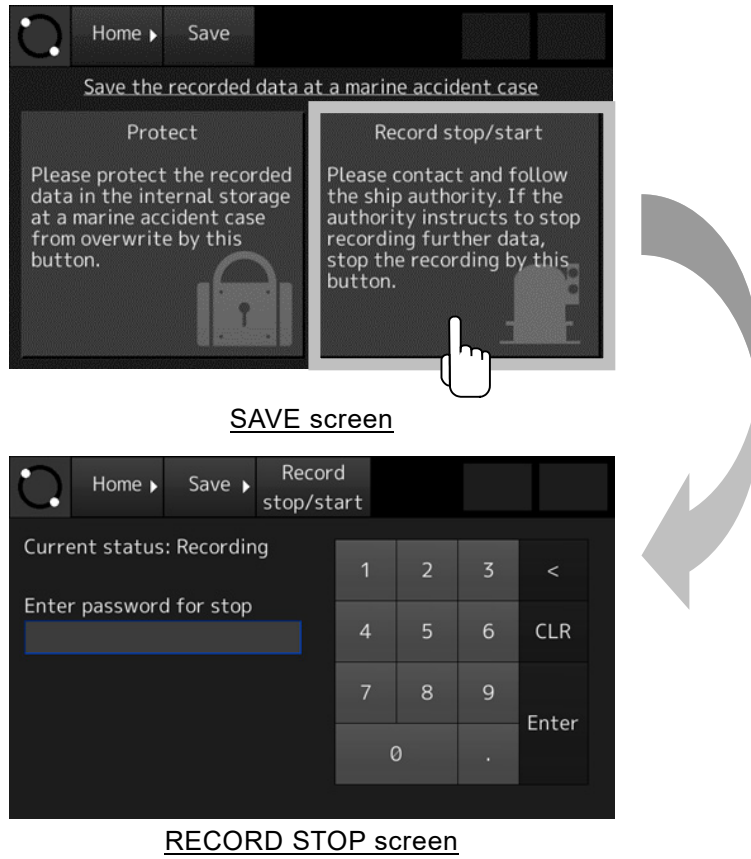 Home Save
Save the recorded data at a marine accident case
Protect
Please protect the recorded
data in the internal storage
at a marine accident case
from overwrite by this
button.
Record stop/start
Please contact and follow
the ship authority. If the
authority instructs to stop
recording further data,
stop the recording by this
button.
SAVE screen
Home Save Record
stop/start
Current status: Recording
Enter password for stop
1 2 3 <
4 5 6 CLR
7 8 9 Enter
0 .
RECORD STOP screen